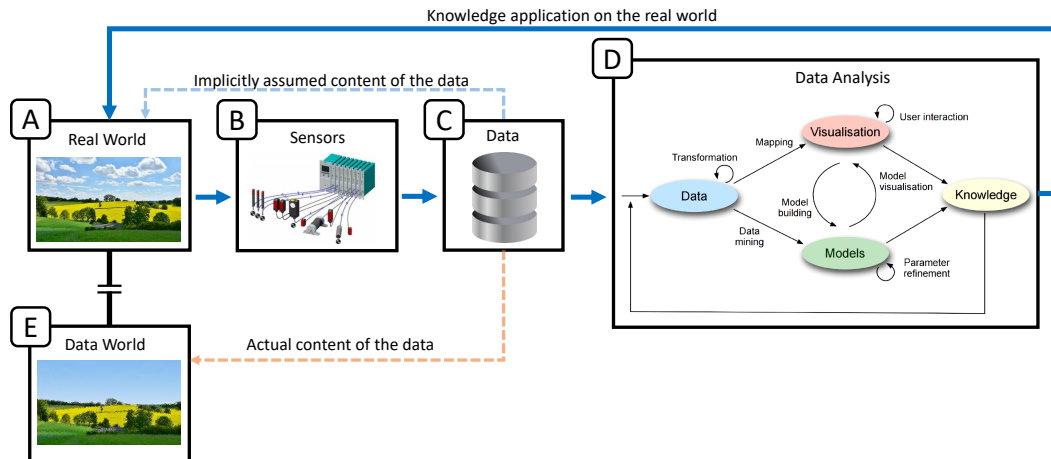 Knowledge application on the real world
D
Data Analysis
Implicitly assumed content of the data
A
Real World
B
Sensors
C
Data
Visualisation
User interaction
Mapping
Transformation
Data
Model
visualisation
Model
building
Knowledge
Data
mining
Models
Parameter
refinement
E
Data World
Actual content of the data